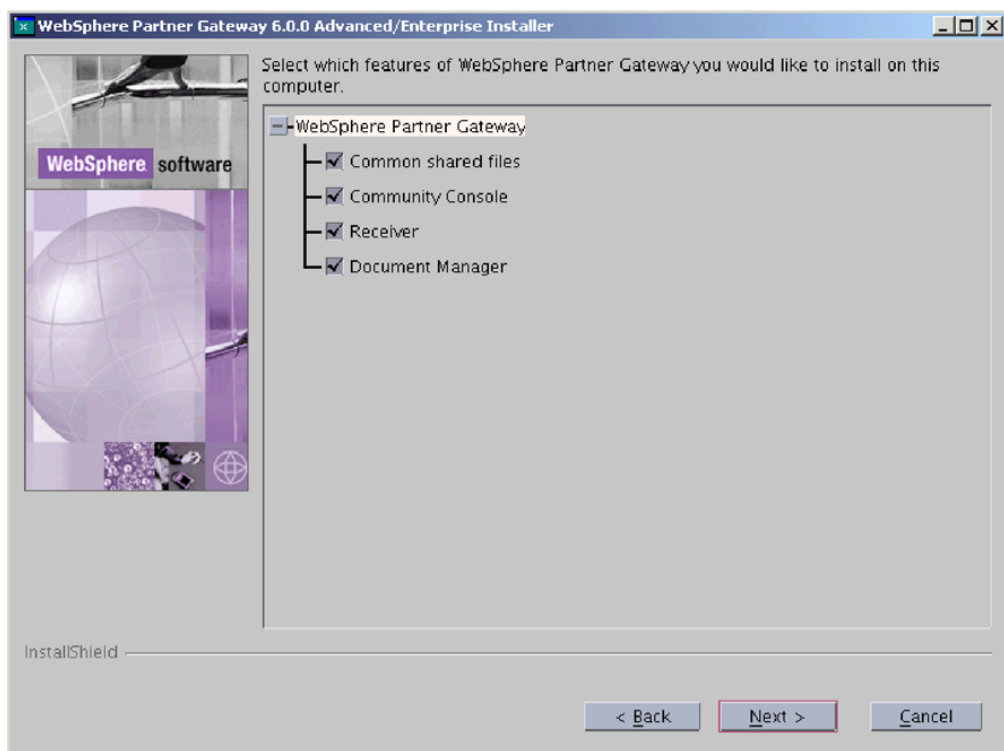 WebSphere Partner Gateway 6.0.0 Advanced/Enterprise Installer
Select which features of WebSphere Partner Gateway you would like to install on this
computer.
WebSphere software
WebSphere Partner Gateway
Common shared files
Community Console
Receiver
Document Manager
InstallShield
< Back
Next >
Cancel